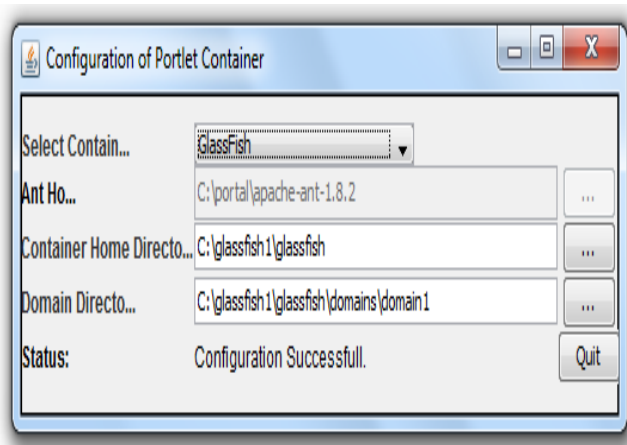 Configuration of Portlet Container
Select Contain... GlassFish
Ant Ho... C:\portal\apache-ant-1.8.2 ...
Container Home Directo... C:\glassfish1\glassfish ...
Domain Directo... C:\glassfish1\glassfish\domains\domain1 ...
Status: Configuration Successfull. Quit